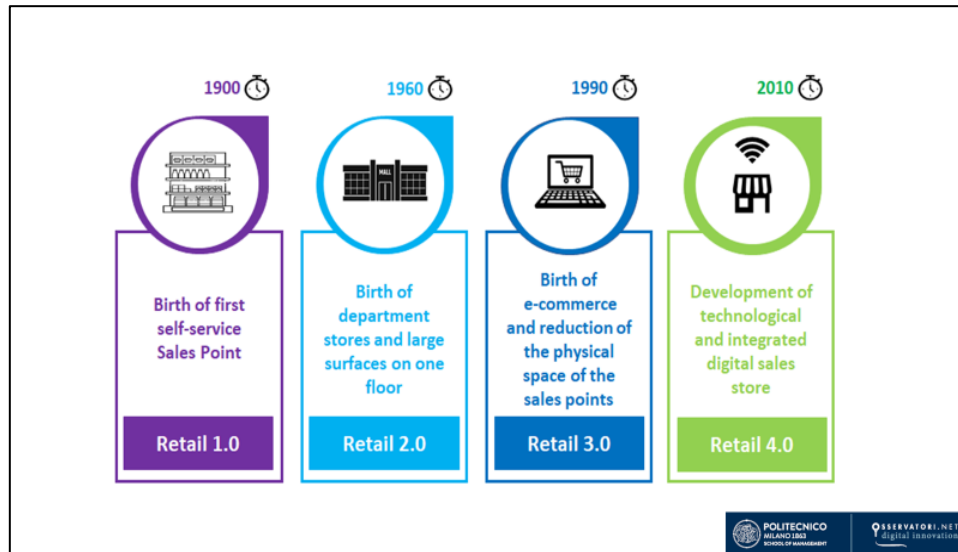 1900
1960
1990
2010
MALL
Birth of first
self-service
Sales Point
Retail 1.0
Birth of
department
stores and large
surfaces on one
floor
Retail 2.0
Birth of
e-commerce
and reduction of
the physical
space of the
sales points
Retail 3.0
Development of
technological
and integrated
digital sales
store
Retail 4.0
POLITECNICO
MILANO 1863
SCHOOL OF MANAGEMENT
OSSERVATORI.NET
digital innovation